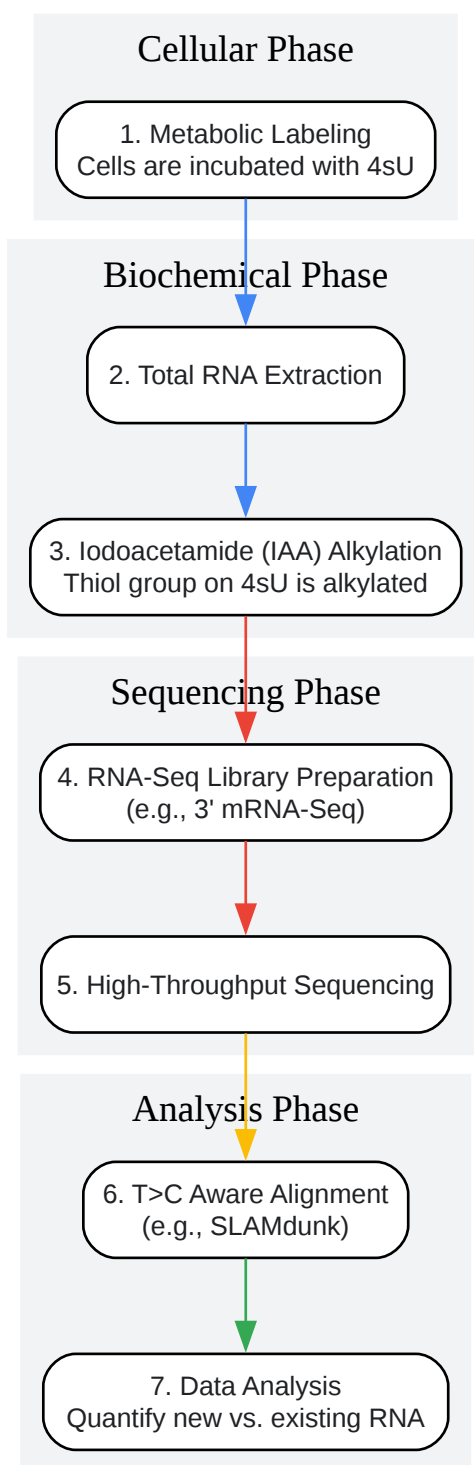 Cellular Phase
1. Metabolic Labeling
Cells are incubated with 4sU
Biochemical Phase
2. Total RNA Extraction
3. Iodoacetamide (IAA) Alkylation
Thiol group on 4sU is alkylated
Sequencing Phase
4. RNA-Seq Library Preparation
(e.g., 3' mRNA-Seq)
5. High-Throughput Sequencing
Analysis Phase
6. T>C Aware Alignment
(e.g., SLAMdunk)
7. Data Analysis
Quantify new vs. existing RNA